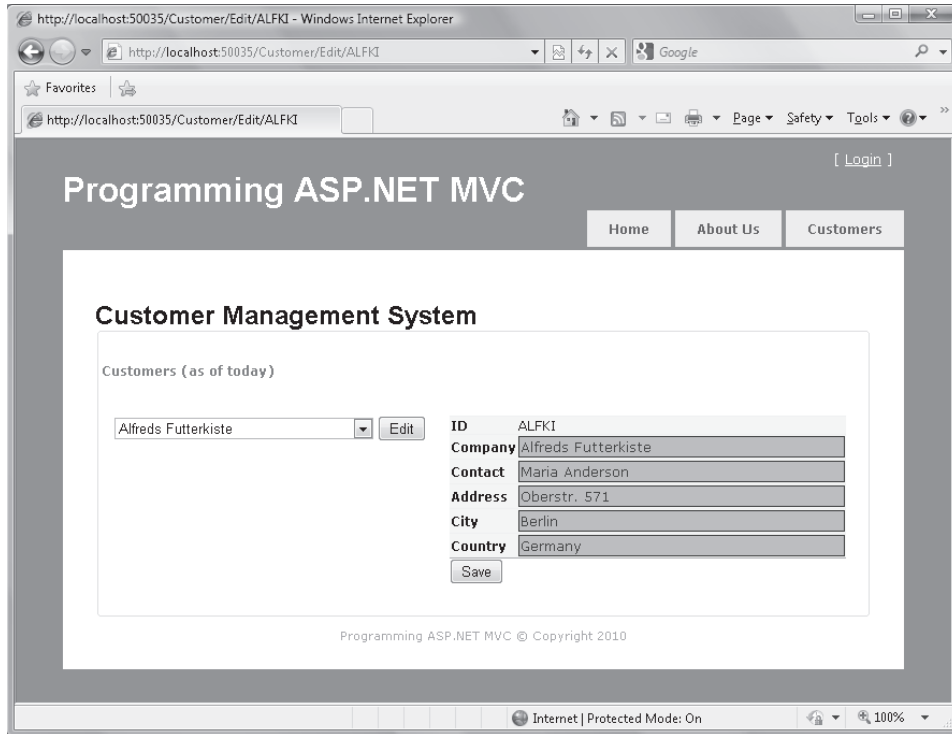 http://localhost:50035/Customer/Edit/ALFKI - Windows Internet Explorer
http://localhost:50035/Customer/Edit/ALFKI
Google
Favorites
http://localhost:50035/Customer/Edit/ALFKI
Page Safety Tools
[ Login ]
Programming ASP.NET MVC
Home About Us Customers
Customer Management System
Customers (as of today)
Alfreds Futterkiste Edit
ID ALFKI
Company Alfreds Futterkiste
Contact Maria Anderson
Address Oberstr. 571
City Berlin
Country Germany
Save
Programming ASP.NET MVC © Copyright 2010
Internet | Protected Mode: On 100%